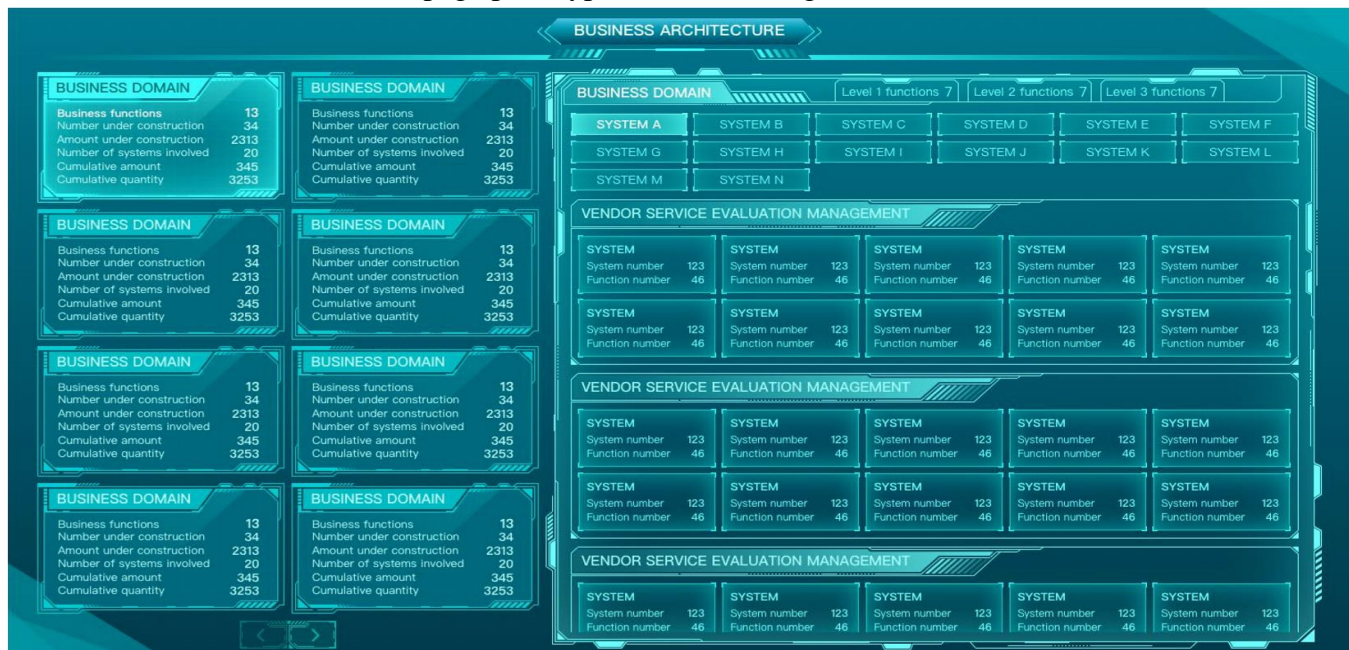 BUSINESS ARCHITECTURE
BUSINESS DOMAIN
Business functions 13
Number under construction 34
Amount under construction 2313
Number of systems involved 20
Cumulative amount 345
Cumulative quantity 3253
BUSINESS DOMAIN
Business functions 13
Number under construction 34
Amount under construction 2313
Number of systems involved 20
Cumulative amount 345
Cumulative quantity 3253
BUSINESS DOMAIN
Business functions 13
Number under construction 34
Amount under construction 2313
Number of systems involved 20
Cumulative amount 345
Cumulative quantity 3253
BUSINESS DOMAIN
Business functions 13
Number under construction 34
Amount under construction 2313
Number of systems involved 20
Cumulative amount 345
Cumulative quantity 3253
BUSINESS DOMAIN
Business functions 13
Number under construction 34
Amount under construction 2313
Number of systems involved 20
Cumulative amount 345
Cumulative quantity 3253
BUSINESS DOMAIN
Business functions 13
Number under construction 34
Amount under construction 2313
Number of systems involved 20
Cumulative amount 345
Cumulative quantity 3253
BUSINESS DOMAIN
Business functions 13
Number under construction 34
Amount under construction 2313
Number of systems involved 20
Cumulative amount 345
Cumulative quantity 3253
BUSINESS DOMAIN
Business functions 13
Number under construction 34
Amount under construction 2313
Number of systems involved 20
Cumulative amount 345
Cumulative quantity 3253
BUSINESS DOMAIN Level 1 functions 7 Level 2 functions 7 Level 3 functions 7
SYSTEM A SYSTEM B SYSTEM C SYSTEM D SYSTEM E SYSTEM F
SYSTEM G SYSTEM H SYSTEM I SYSTEM J SYSTEM K SYSTEM L
SYSTEM M SYSTEM N
VENDOR SERVICE EVALUATION MANAGEMENT
SYSTEM SYSTEM SYSTEM SYSTEM SYSTEM
System number 123 System number 123 System number 123 System number 123 System number 123
Function number 46 Function number 46 Function number 46 Function number 46 Function number 46
SYSTEM SYSTEM SYSTEM SYSTEM SYSTEM
System number 123 System number 123 System number 123 System number 123 System number 123
Function number 46 Function number 46 Function number 46 Function number 46 Function number 46
VENDOR SERVICE EVALUATION MANAGEMENT
SYSTEM SYSTEM SYSTEM SYSTEM SYSTEM
System number 123 System number 123 System number 123 System number 123 System number 123
Function number 46 Function number 46 Function number 46 Function number 46 Function number 46
SYSTEM SYSTEM SYSTEM SYSTEM SYSTEM
System number 123 System number 123 System number 123 System number 123 System number 123
Function number 46 Function number 46 Function number 46 Function number 46 Function number 46
VENDOR SERVICE EVALUATION MANAGEMENT
SYSTEM SYSTEM SYSTEM SYSTEM SYSTEM
System number 123 System number 123 System number 123 System number 123 System number 123
Function number 46 Function number 46 Function number 46 Function number 46 Function number 46